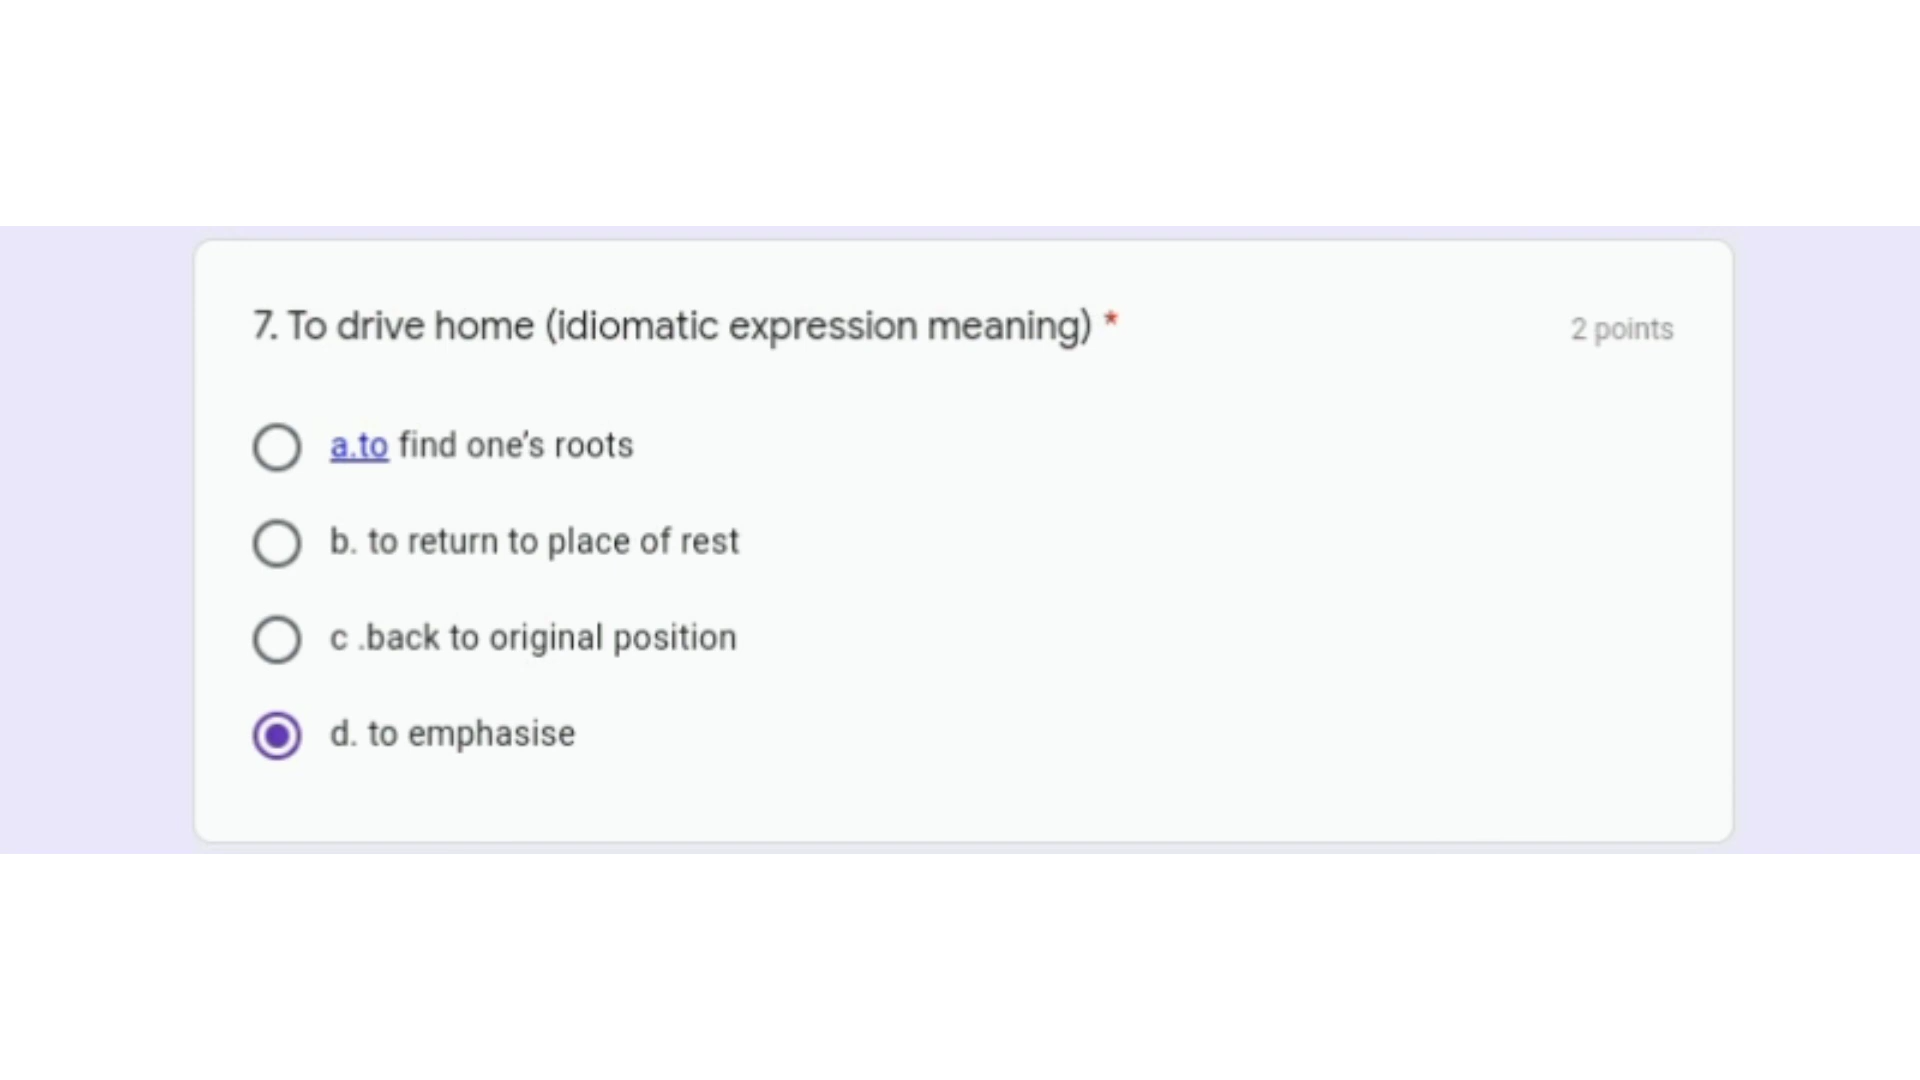 7. To drive home (idiomatic expression meaning) *
2 points
a.to find one's roots
b. to return to place of rest
c .back to original position
d. to emphasise